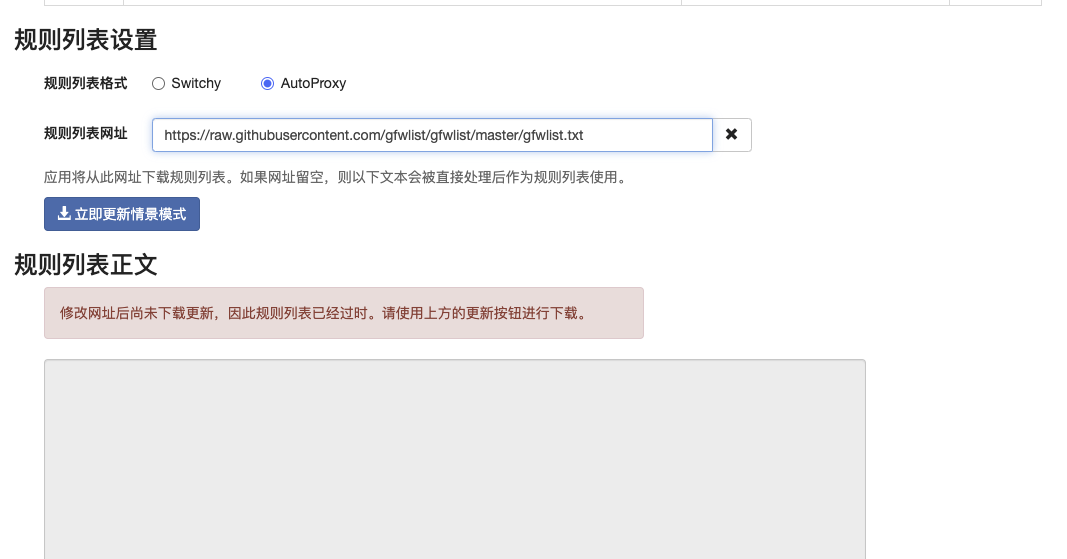 规则列表设置
规则列表格式 Switchy AutoProxy
规则列表网址 https://raw.githubusercontent.com/gfwlist/gfwlist/master/gfwlist.txt
应用将从此网址下载规则列表。如果网址留空，则以下文本会被直接处理后作为规则列表使用。
立即更新情景模式
规则列表正文
修改网址后尚未下载更新，因此规则列表已经过时。请使用上方的更新按钮进行下载。